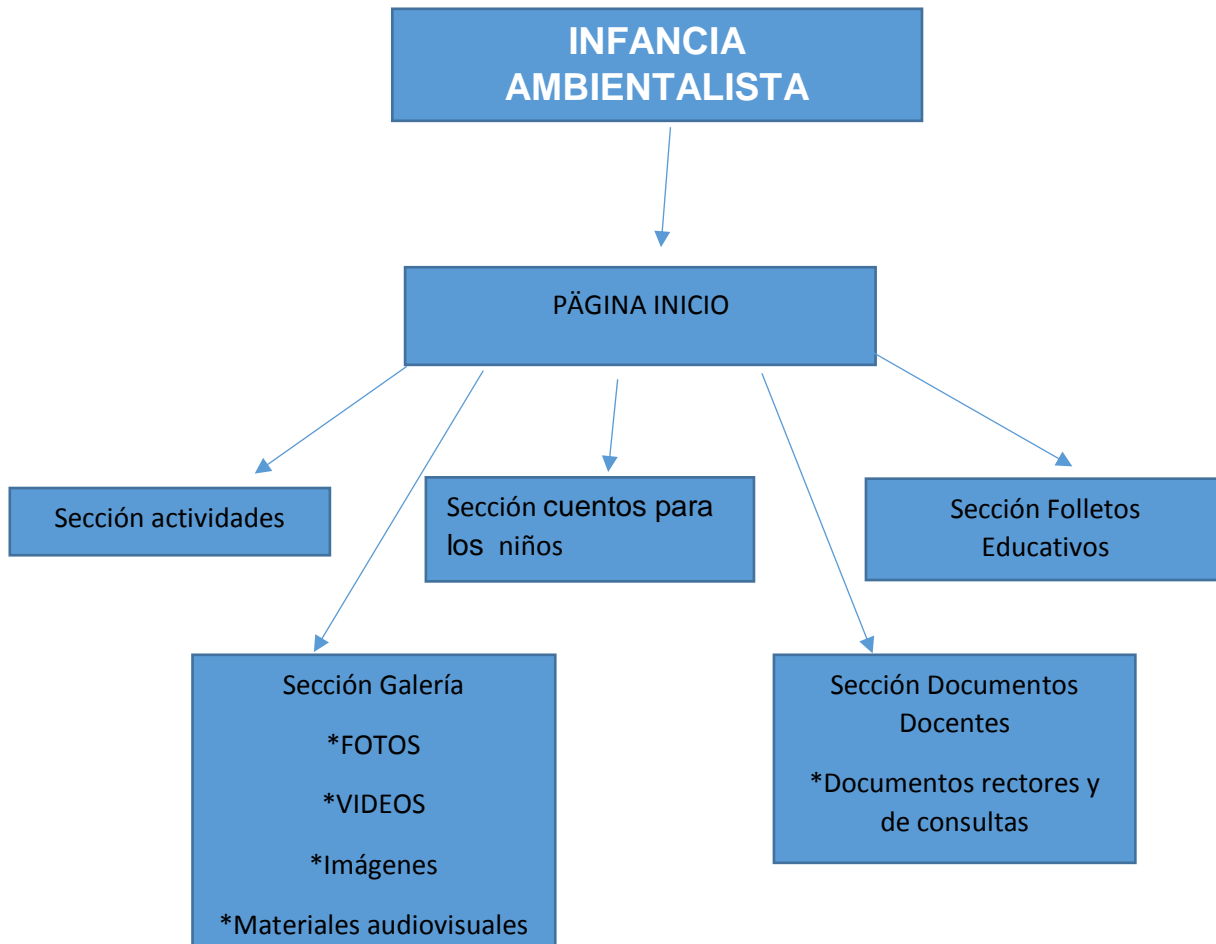 INFANCIA
AMBIENTALISTA
PÄGINA INICIO
Sección actividades
Sección cuentos para
los niños
Sección Folletos
Educativos
Sección Galería
*FOTOS
*VIDEOS
*Imágenes
*Materiales audiovisuales
Sección Documentos
Docentes
*Documentos rectores y
de consultas